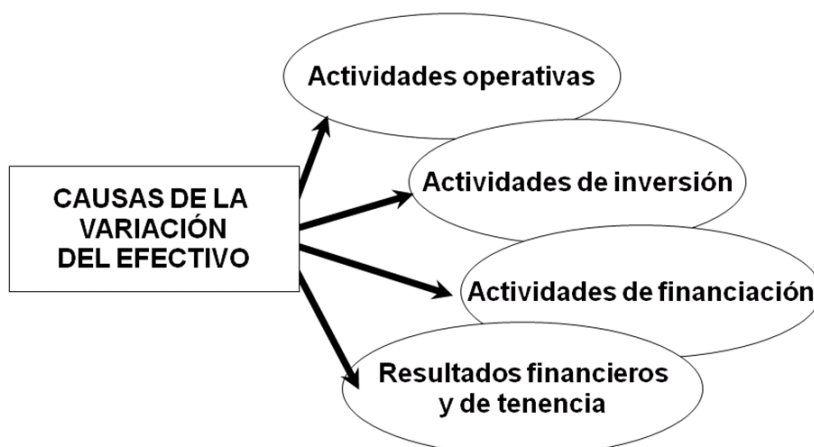 Actividades operativas
CAUSAS DE LA
VARIACIÓN
DEL EFECTIVO
Actividades de inversión
Actividades de financiación
Resultados financieros
y de tenencia